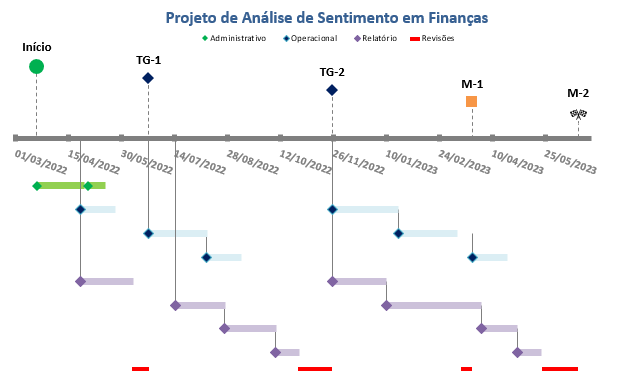 Projeto de Análise de Sentimento em Finanças
Administrativo Operacional Relatório Revisões
Início
TG-1
TG-2
M-1
M-2
01/03/2022 15/04/2022 30/05/2022 14/07/2022 28/08/2022 12/10/2022 26/11/2022 10/01/2023 24/02/2023 10/04/2023 25/05/2023